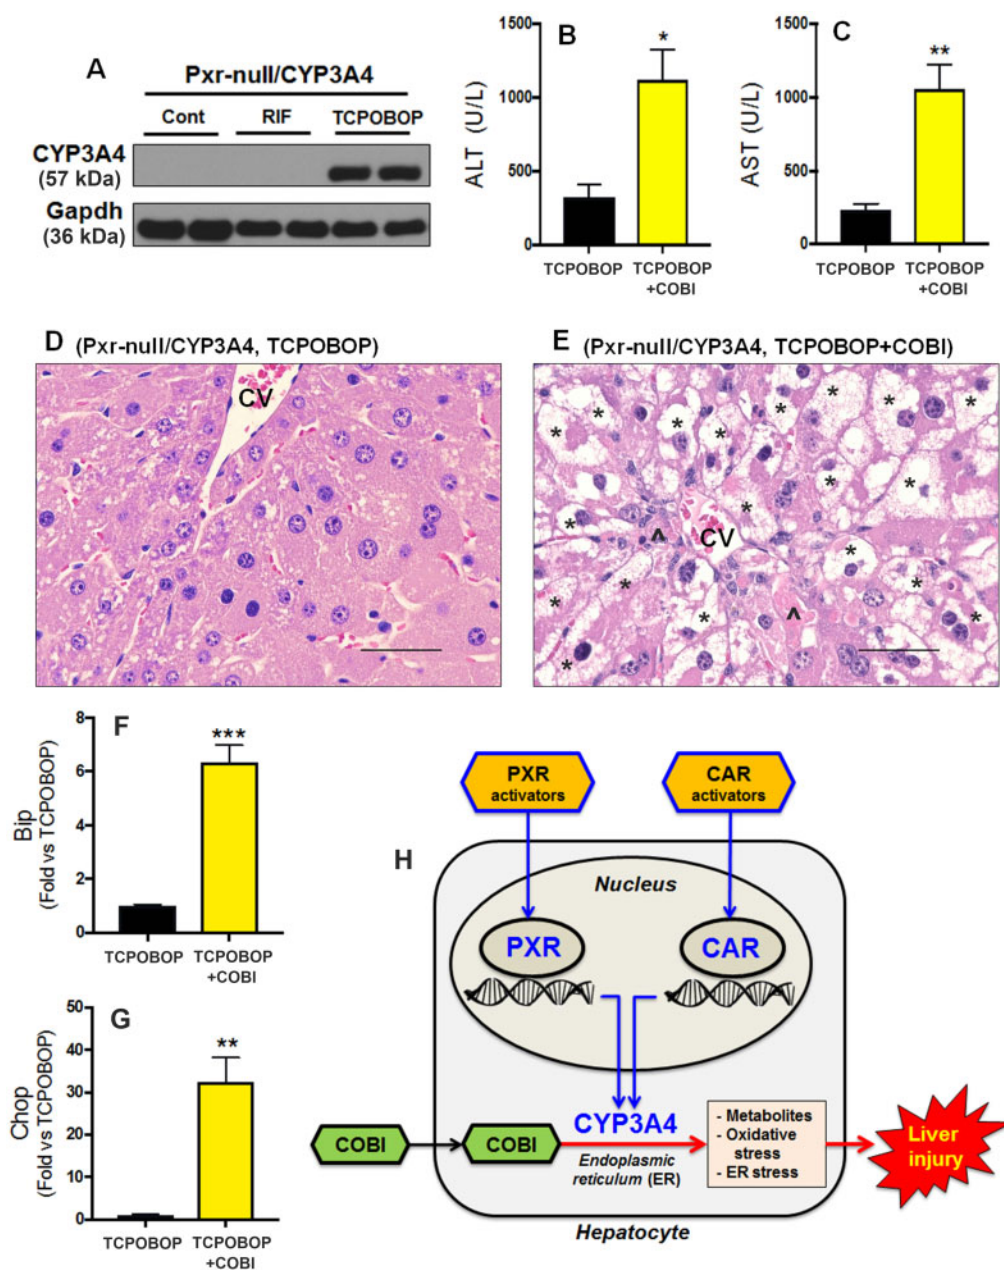 A
Pxr-null/CYP3A4
Cont RIF TCPOBOP
CYP3A4
(57 kDa)
Gapdh
(36 kDa)
B
ALT (U/L)
1500
1000
500
0
*
TCPOBOP TCPOBOP
+COBI
C
AST (U/L)
1500
1000
500
0
**
TCPOBOP TCPOBOP
+COBI
D (Pxr-null/CYP3A4, TCPOBOP)
CV
E (Pxr-null/CYP3A4, TCPOBOP+COBI)
* * * * * * * *
* * *
* ^ CV *
* * * *
* * ^ *
*
F
Bip
(Fold vs TCPOBOP)
8
6
4
2
0
***
TCPOBOP TCPOBOP
+COBI
G
Chop
(Fold vs TCPOBOP)
50
40
30
20
10
0
**
TCPOBOP TCPOBOP
+COBI
H
PXR
activators
CAR
activators
Nucleus
PXR CAR
CYP3A4
COBI COBI
Endoplasmic
reticulum (ER)
- Metabolites
- Oxidative
stress
- ER stress
Liver
injury
Hepatocyte